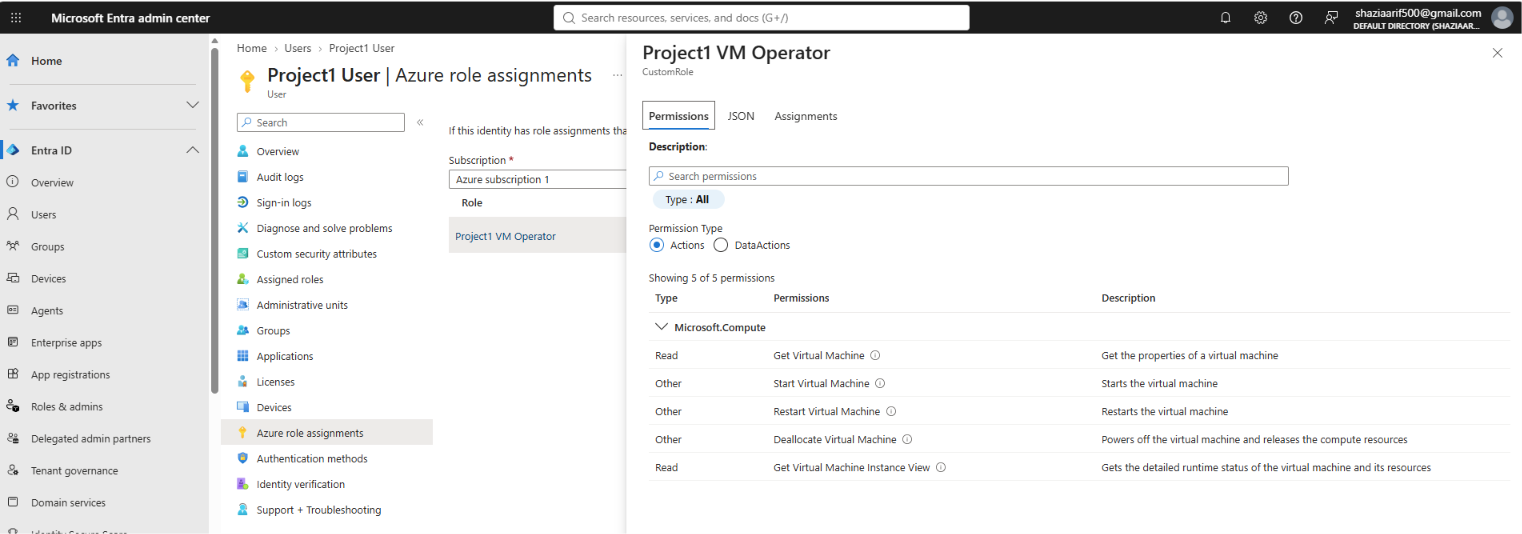 Microsoft Entra admin center
Search resources, services, and docs (G+/)
shaziaarif500@gmail.com
DEFAULT DIRECTORY (SHAZIAAR...
Home
Favorites
Entra ID
Overview
Users
Groups
Devices
Agents
Enterprise apps
App registrations
Roles & admins
Delegated admin partners
Tenant governance
Domain services
Identity Secure Score
Home > Users > Project1 User
Project1 User | Azure role assignments ...
User
Search «
Overview
Audit logs
Sign-in logs
Diagnose and solve problems
Custom security attributes
Assigned roles
Administrative units
Groups
Applications
Licenses
Devices
Azure role assignments
Authentication methods
Identity verification
Support + Troubleshooting
If this identity has role assignments tha
Subscription *
Azure subscription 1
Role
Project1 VM Operator
Project1 VM Operator
CustomRole
Permissions JSON Assignments
Description:
Search permissions
Type : All
Permission Type
Actions DataActions
Showing 5 of 5 permissions
Type Permissions Description
Microsoft.Compute
Read Get Virtual Machine Get the properties of a virtual machine
Other Start Virtual Machine Starts the virtual machine
Other Restart Virtual Machine Restarts the virtual machine
Other Deallocate Virtual Machine Powers off the virtual machine and releases the compute resources
Read Get Virtual Machine Instance View Gets the detailed runtime status of the virtual machine and its resources